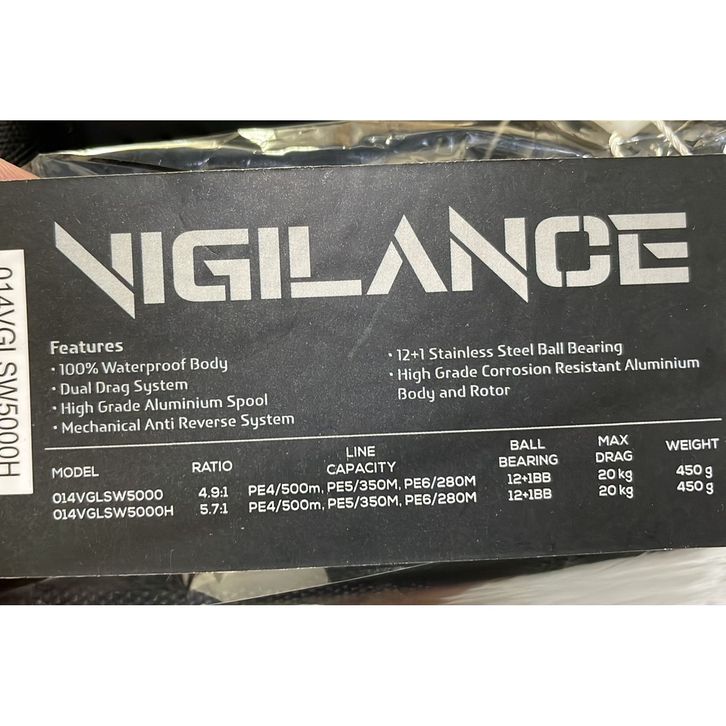 VIGILANCE
014VGLSW5000H
Features
· 100% Waterproof Body
· Dual Drag System
· High Grade Aluminium Spool
· Mechanical Anti Reverse System
· 12+1 Stainless Steel Ball Bearing
· High Grade Corrosion Resistant Aluminium
Body and Rotor
MODEL RATIO LINE CAPACITY BALL BEARING MAX DRAG WEIGHT
014VGLSW5000 4.9:1 PE4/500m, PE5/350M, PE6/280M 12+1BB 20 kg 450 g
014VGLSW5000H 5.7:1 PE4/500m, PE5/350M, PE6/280M 12+1BB 20 kg 450 g